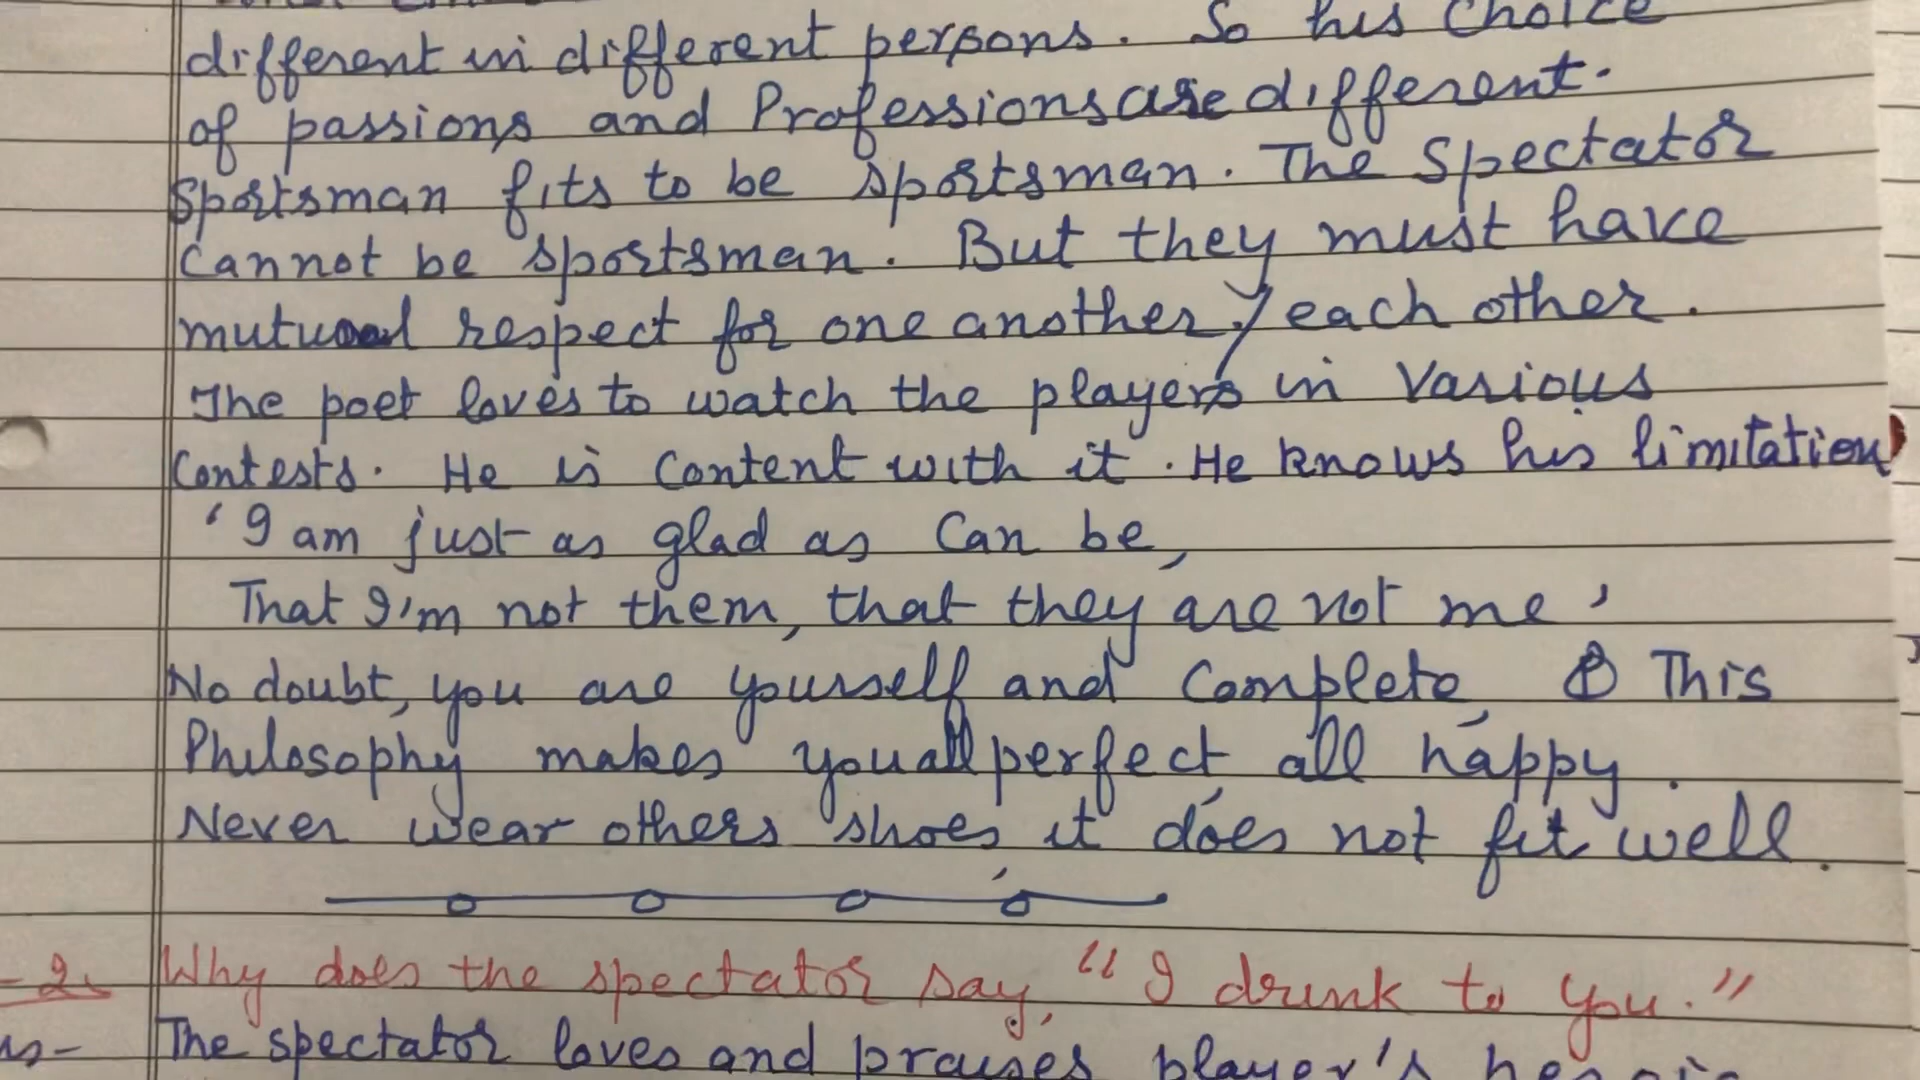 different in different persons. So his Choice
of passions and Professions are different.
Sportsman fits to be sportsman. The Spectator
Cannot be sportsman. But they must have
mutual respect for one another / each other.
The poet loves to watch the players in Various
Contests. He is Content with it. He knows his limitation
'I am just as glad as Can be,
That I'm not them, that they are not me'
No doubt, you are yourself and Complete, This
Philosophy makes you all perfect, all happy.
Never wear others shoes, it does not fit well.
-2. Why does the spectator say, "I drunk to you."
ns- The spectator loves and praises player's heroic